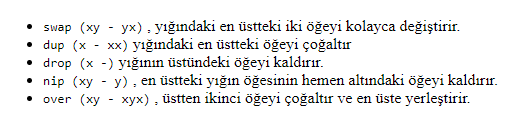 swap (xy - yx) , yığındaki en üstteki iki öğeyi kolayca değiştirir.
dup (x - xx) yığındaki en üstteki öğeyi çoğaltır
drop (x -) yığının üstündeki öğeyi kaldırır.
nip (xy - y) , en üstteki yığın öğesinin hemen altındaki öğeyi kaldırır.
over (xy - xyx) , üstten ikinci öğeyi çoğaltır ve en üste yerleştirir.